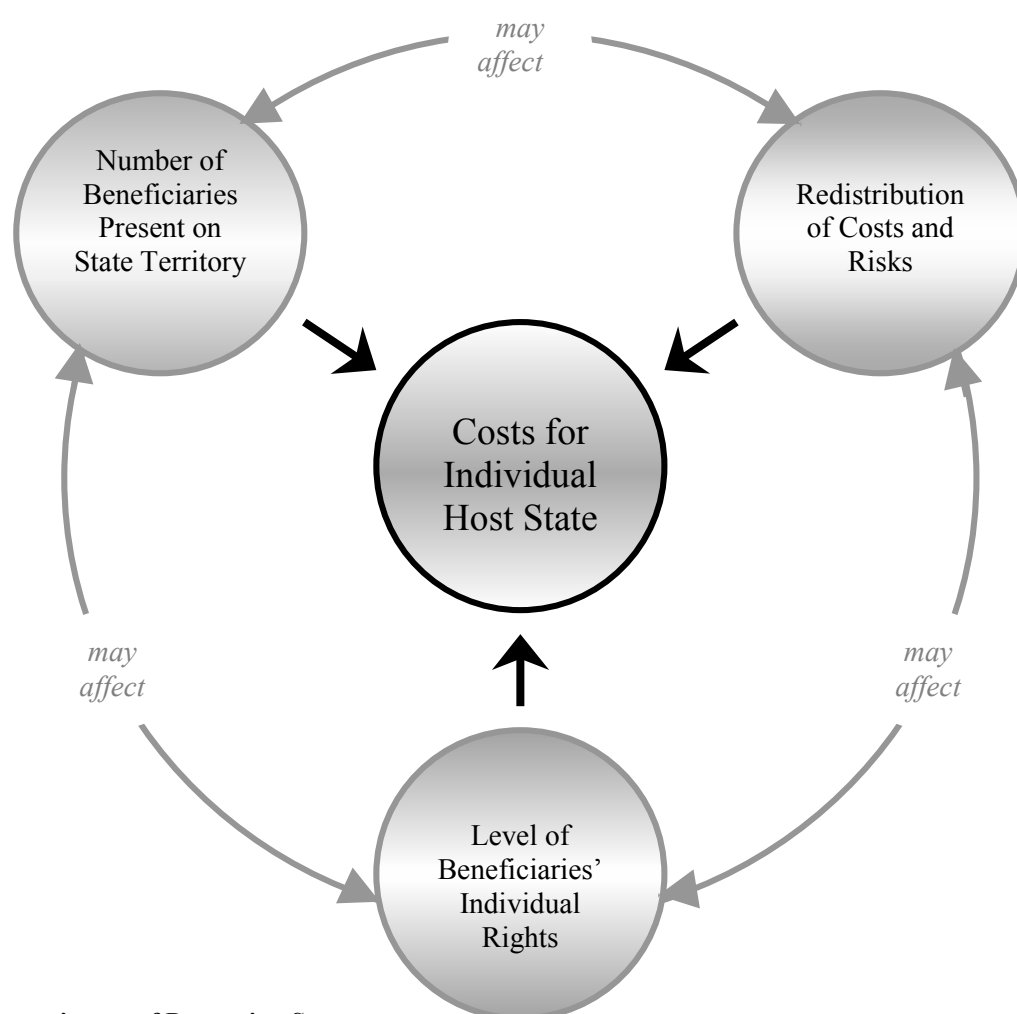 may
affect
Number of
Beneficiaries
Present on
State Territory
Redistribution
of Costs and
Risks
Costs for
Individual
Host State
may
affect
may
affect
Level of
Beneficiaries’
Individual
Rights